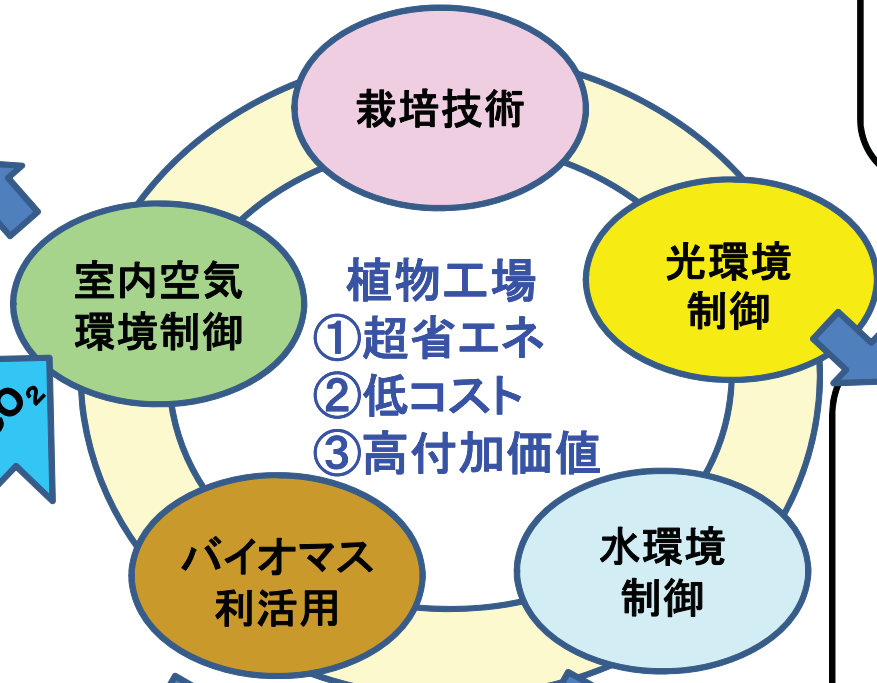 栽培技術
光環境
制御
室内空気
環境制御
植物工場
①超省エネ
②低コスト
③高付加価値
水環境
制御
バイオマス
利活用